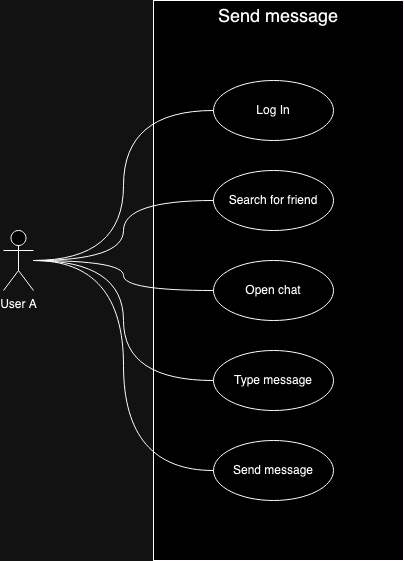 Send message
Log In
Search for friend
User A
Open chat
Type message
Send message